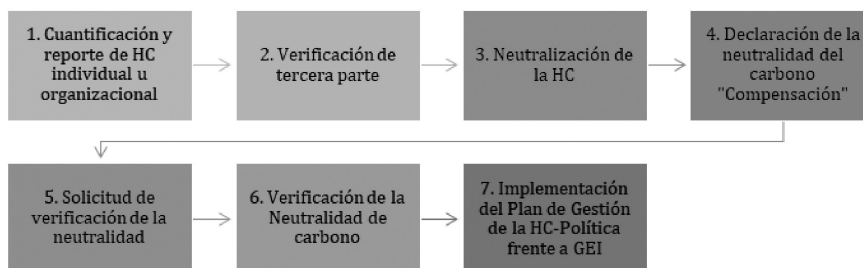 1. Cuantificación y
reporte de HC
individual u
organizacional
2. Verificación de
tercera parte
3. Neutralización de
la HC
4. Declaración de la
neutralidad del
carbono
"Compensación"
5. Solicitud de
verificación de la
neutralidad
6. Verificación de la
Neutralidad de
carbono
7. Implementación
del Plan de Gestión
de la HC-Política
frente a GEI